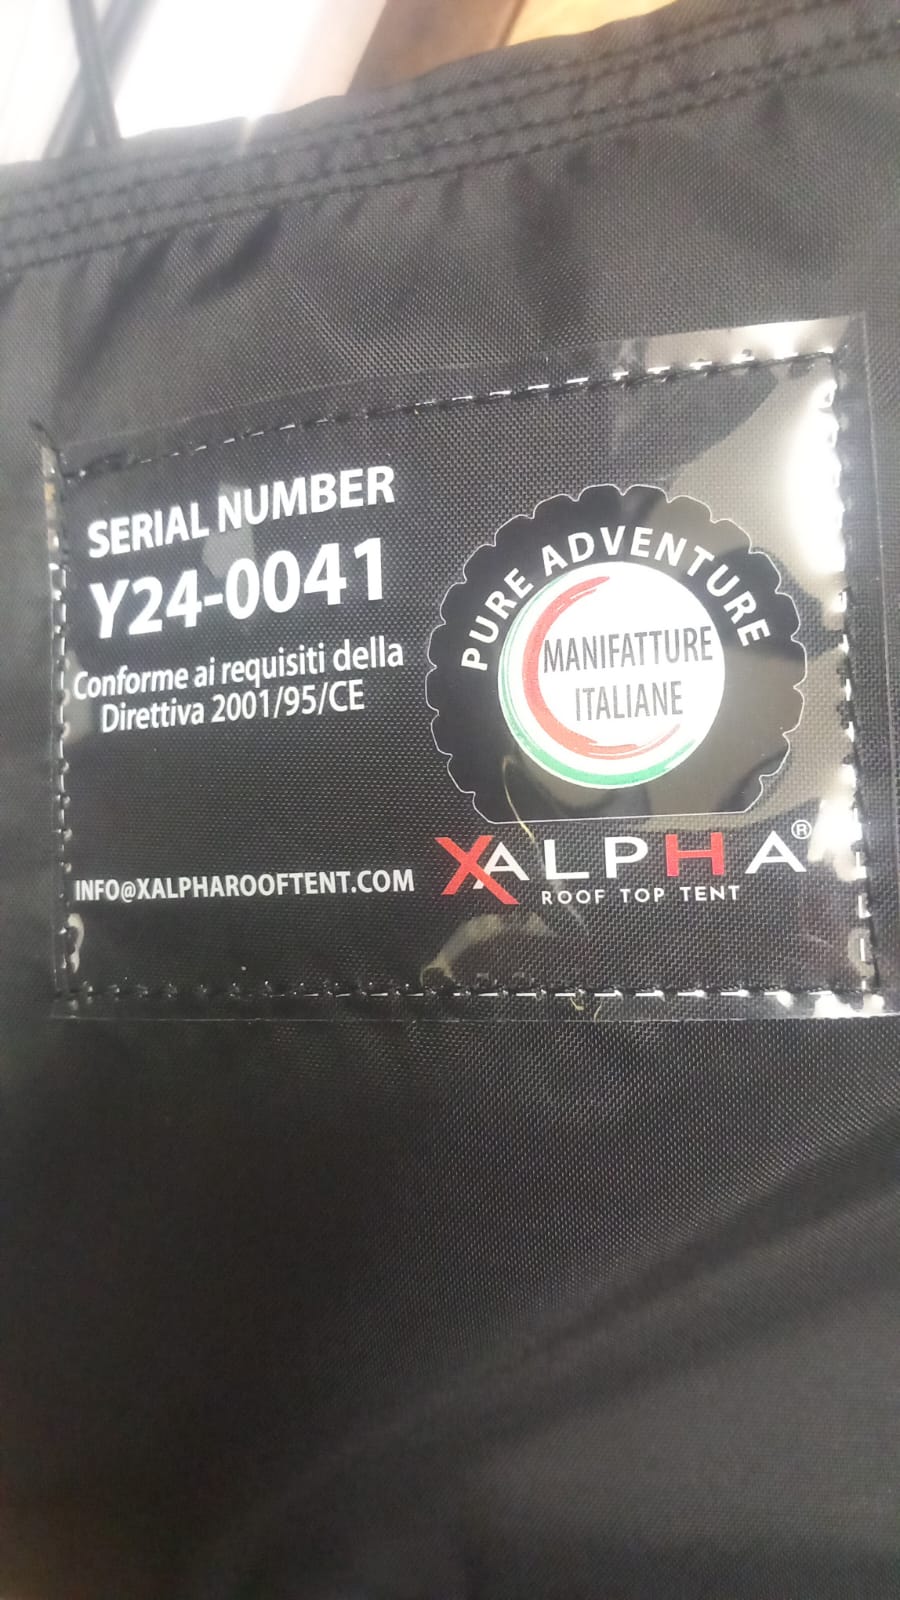 SERIAL NUMBER
Y24-0041
Conforme ai requisiti della
Direttiva 2001/95/CE
INFO@XALPHAROOFTENT.COM
PURE ADVENTURE
MANIFATTURE
ITALIANE
XALPHA®
ROOF TOP TENT